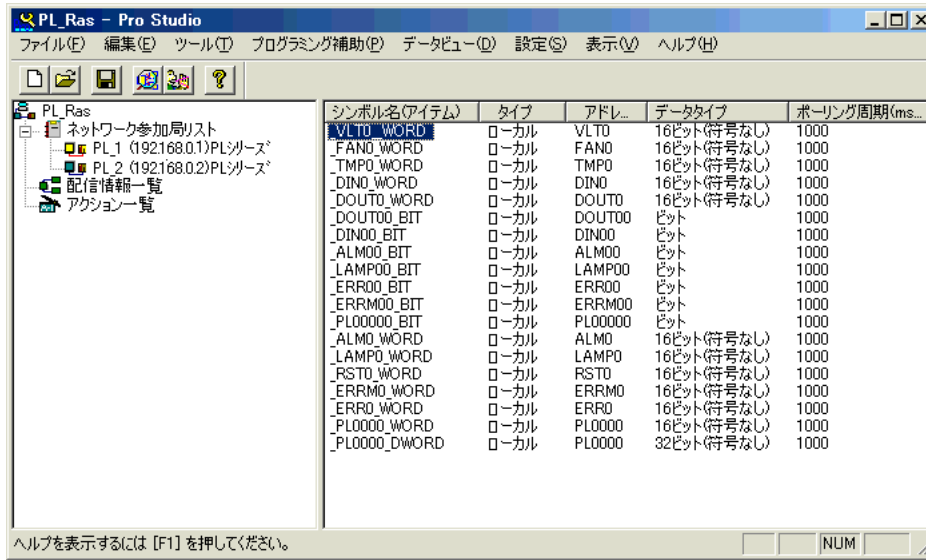 PL_Ras - Pro Studio
ファイル(F) 編集(E) ツール(T) プログラミング補助(P) データビュー(D) 設定(S) 表示(V) ヘルプ(H)
PL_Ras
ネットワーク参加局リスト
PL_1 (192.168.0.1)PLシリーズ
PL_2 (192.168.0.2)PLシリーズ
配信情報一覧
アクション一覧
シンボル名(アイテム) タイプ アドレ... データタイプ ポーリング周期(ms...
_VLT0_WORD ローカル VLT0 16ビット(符号なし) 1000
_FAN0_WORD ローカル FAN0 16ビット(符号なし) 1000
_TMP0_WORD ローカル TMP0 16ビット(符号なし) 1000
_DIN0_WORD ローカル DIN0 16ビット(符号なし) 1000
_DOUT0_WORD ローカル DOUT0 16ビット(符号なし) 1000
_DOUT00_BIT ローカル DOUT00 ビット 1000
_DIN00_BIT ローカル DIN00 ビット 1000
_ALM00_BIT ローカル ALM00 ビット 1000
_LAMP00_BIT ローカル LAMP00 ビット 1000
_ERR00_BIT ローカル ERR00 ビット 1000
_ERRM00_BIT ローカル ERRM00 ビット 1000
_PL00000_BIT ローカル PL00000 ビット 1000
_ALM0_WORD ローカル ALM0 16ビット(符号なし) 1000
_LAMP0_WORD ローカル LAMP0 16ビット(符号なし) 1000
_RST0_WORD ローカル RST0 16ビット(符号なし) 1000
_ERRM0_WORD ローカル ERRM0 16ビット(符号なし) 1000
_ERR0_WORD ローカル ERR0 16ビット(符号なし) 1000
_PL0000_WORD ローカル PL0000 16ビット(符号なし) 1000
_PL0000_DWORD ローカル PL0000 32ビット(符号なし) 1000
ヘルプを表示するには [F1] を押してください。 NUM